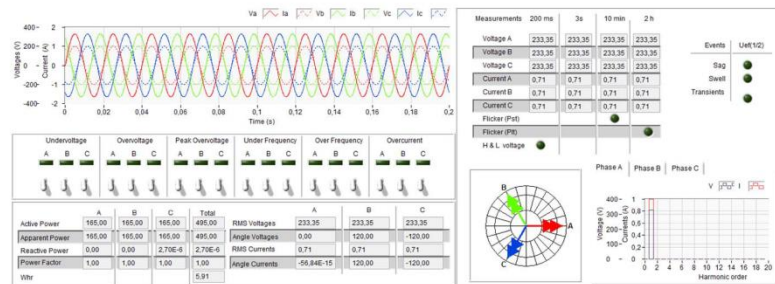 Va Ia Vb Ib Vc Ic
Voltages (V)
400 200 0 200- 400-
Current (A)
2 1 0 -1 -2
0 0,02 0,04 0,06 0,08 0,1 0,12 0,14 0,16 0,18 0,2
Time (s)
Undervoltage Overvoltage Peak Overvoltage Under Frequency Over Frequency Overcurrent
A B C A B C A B C A B C A B C A B C
A B C Total
Active Power 165,00 165,00 165,00 495,00
Apparent Power 165,00 165,00 165,00 495,00
Reactive Power 0,00 0,00 2,70E-6 2,70E-6
Power Factor 1,00 1,00 1,00 1,00
Whr 5,91
A B C
RMS Voltages 233,35 233,35 233,35
Angle Voltages 0,00 120,00 -120,00
RMS Currents 0,71 0,71 0,71
Angle Currents -56,84E-15 120,00 -120,00
Measurements 200 ms 3s 10 min 2 h
Voltage A 233,35 233,35 233,35 233,35
Voltage B 233,35 233,35 233,35 233,35
Voltage C 233,35 233,35 233,35 233,35
Current A 0,71 0,71 0,71 0,71
Current B 0,71 0,71 0,71 0,71
Current C 0,71 0,71 0,71 0,71
Flicker (Pst)
Flicker (Plt)
H & L voltage
Events Uef(1/2)
Sag
Swell
Transients
B
A
C
Phase A Phase B Phase C
V I
Voltage (V)
400- 300- 200- 100- 0-
Currents (A)
1 0,8 0,6 0,4 0,2 0
0 2 4 6 8 10 12 14 16 18 20
Harmonic order